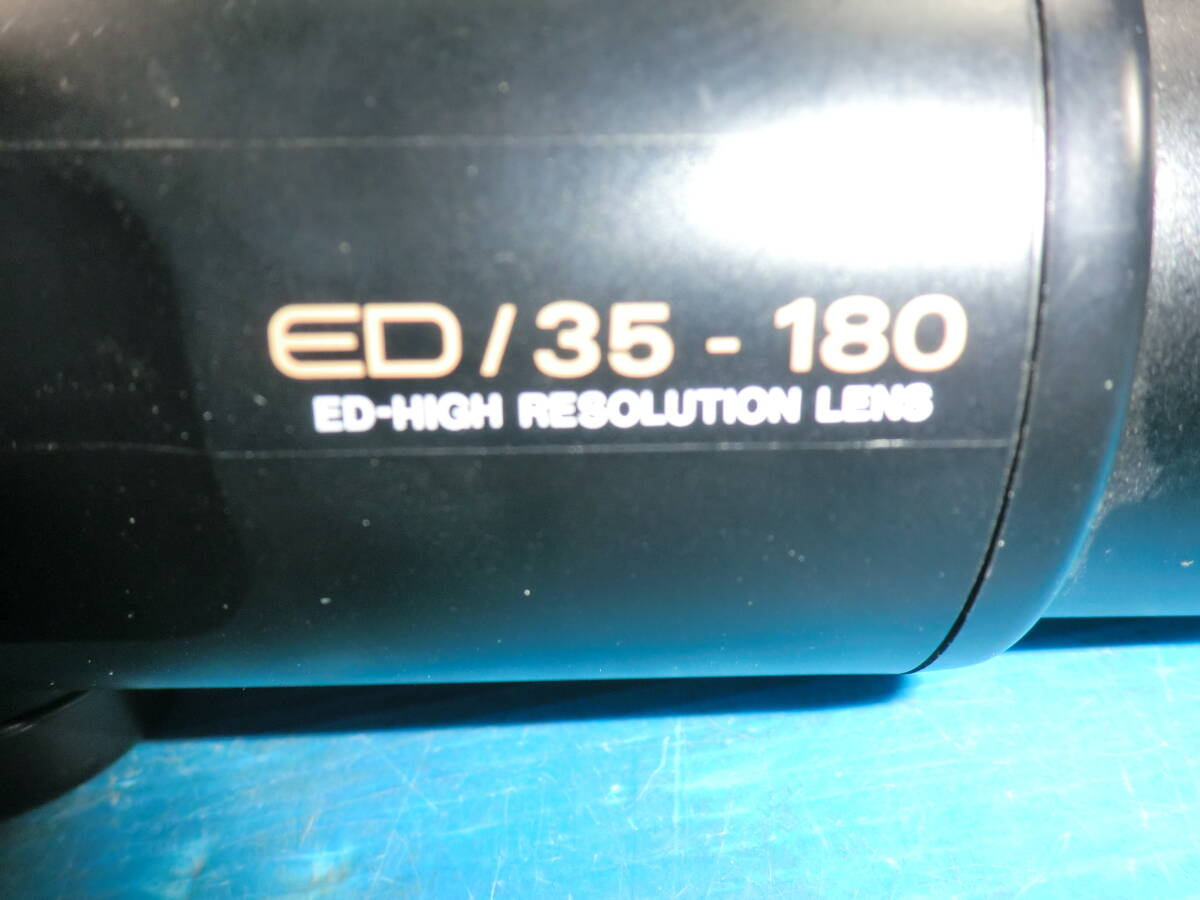 ED / 35 - 180
ED-HIGH RESOLUTION LENS